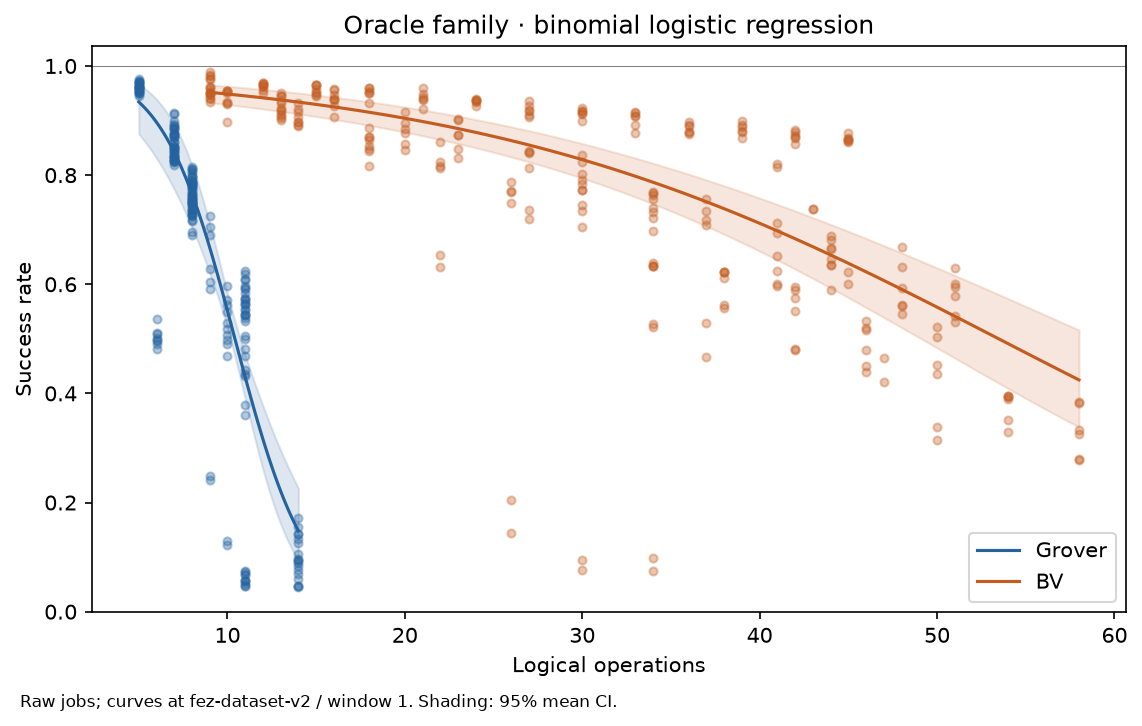 Oracle family · binomial logistic regression
Success rate
1.0
0.8
0.6
0.4
0.2
0.0
10
20
30
40
50
60
Logical operations
Grover
BV
Raw jobs; curves at fez-dataset-v2 / window 1. Shading: 95% mean CI.